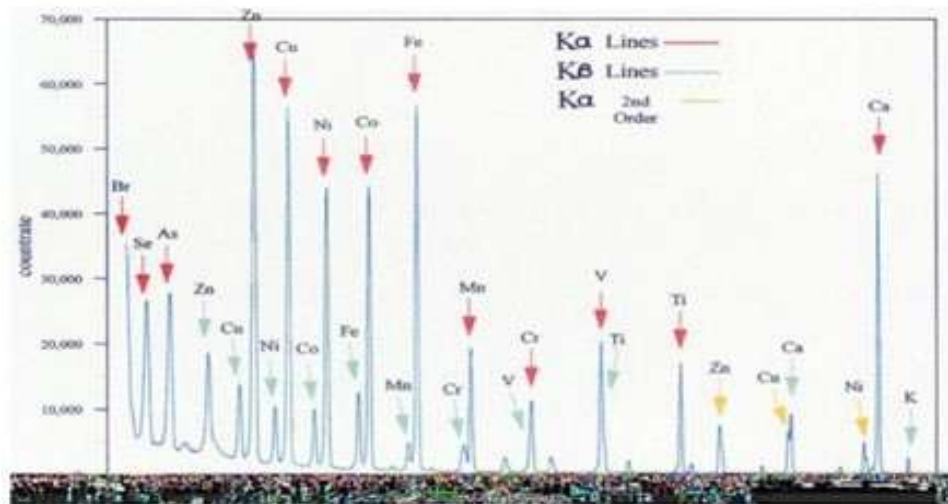 70,000
60,000
50,000
40,000
30,000
20,000
10,000
countrate
Kα Lines
Kβ Lines
Kα 2nd Order
Br
Se
As
Zn
Zn
Cu
Cu
Ni
Ni
Co
Co
Fe
Fe
Mn
Mn
Cr
Cr
V
V
Ti
Ti
Zn
Cu
Ca
Ni
Ca
K